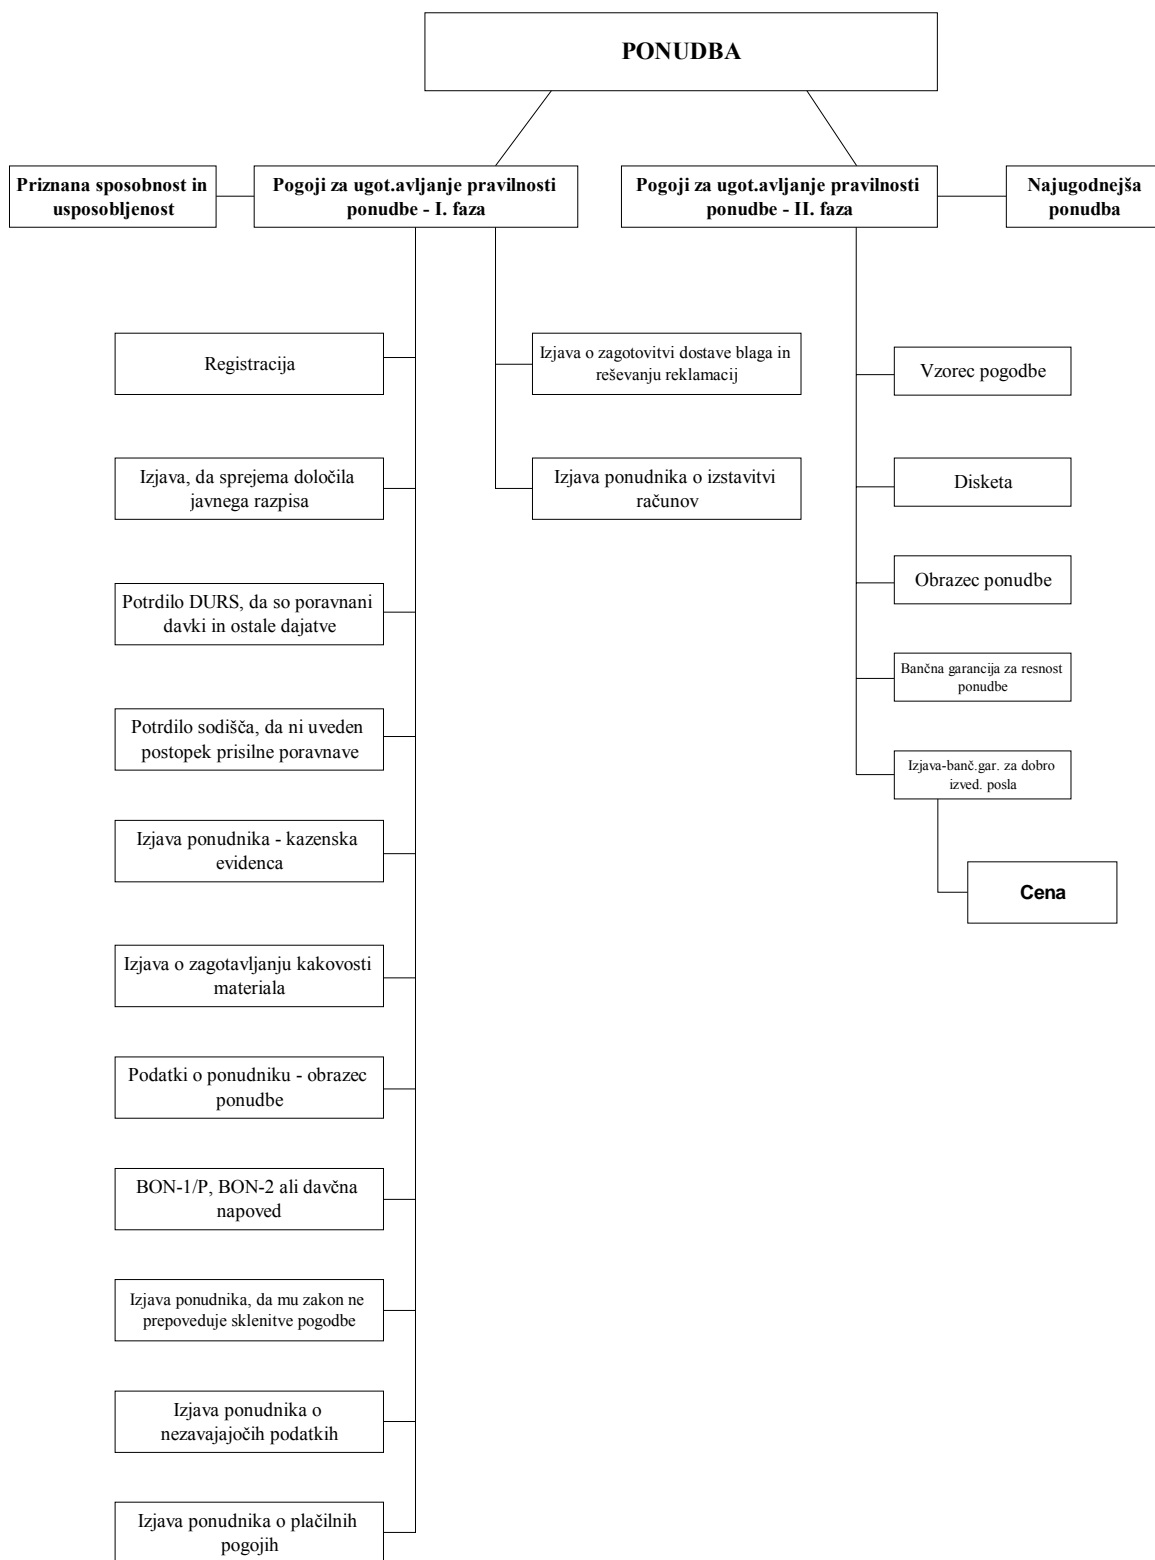 PONUDBA
Priznana sposobnost in
usposobljenost
Pogoji za ugot.avljanje pravilnosti
ponudbe - I. faza
Pogoji za ugot.avljanje pravilnosti
ponudbe - II. faza
Najugodnejša
ponudba
Registracija
Izjava, da sprejema določila
javnega razpisa
Potrdilo DURS, da so poravnani
davki in ostale dajatve
Potrdilo sodišča, da ni uveden
postopek prisilne poravnave
Izjava ponudnika - kazenska
evidenca
Izjava o zagotavljanju kakovosti
materiala
Podatki o ponudniku - obrazec
ponudbe
BON-1/P, BON-2 ali davčna
napoved
Izjava ponudnika, da mu zakon ne
prepoveduje sklenitve pogodbe
Izjava ponudnika o
nezavajajočih podatkih
Izjava ponudnika o plačilnih
pogojih
Izjava o zagotovitvi dostave blaga in
reševanju reklamacij
Izjava ponudnika o izstavitvi
računov
Vzorec pogodbe
Disketa
Obrazec ponudbe
Bančna garancija za resnost
ponudbe
Izjava-banč.gar. za dobro
izved. posla
Cena